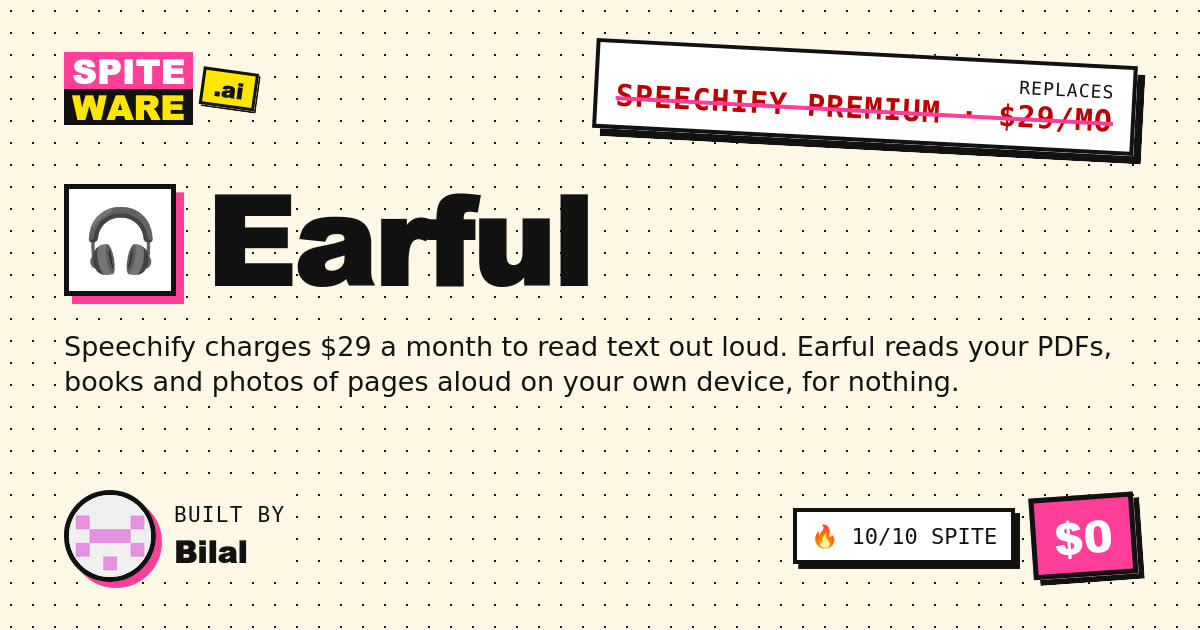 SPITE
WARE
.ai
REPLACES
SPEECHIFY PREMIUM · $29/MO
Earful
Speechify charges $29 a month to read text out loud. Earful reads your PDFs,
books and photos of pages aloud on your own device, for nothing.
BUILT BY
Bilal
🔥 10/10 SPITE
$0